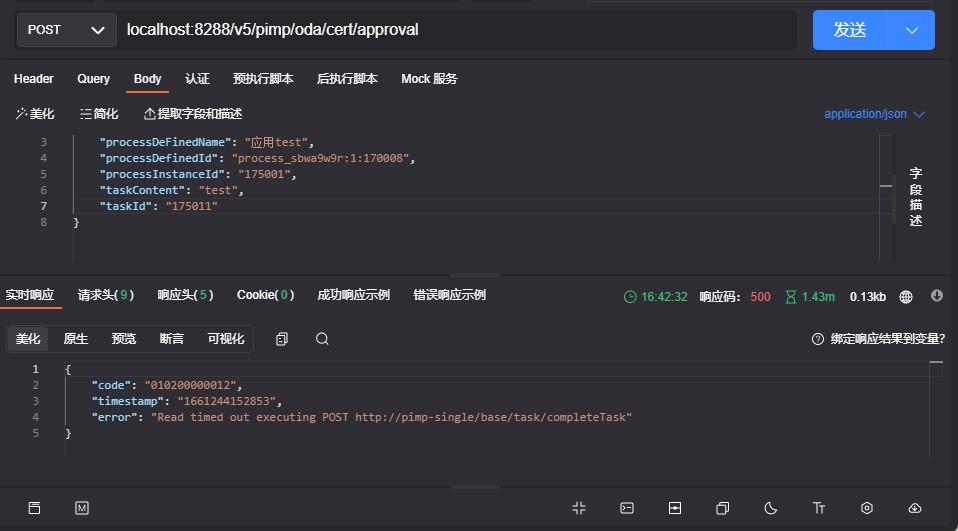 POST localhost:8288/v5/pimp/oda/cert/approval 发送
Header Query Body 认证 预执行脚本 后执行脚本 Mock 服务
美化 简化 提取字段和描述 application/json
3 "processDeFinedName": "应用test",
4 "processDefinedId": "process_sbwa9w9r:1:170008",
5 "processInstanceId": "175001",
6 "taskContent": "test",
7 "taskId": "175011"
8 }
字段描述
实时响应 请求头(9) 响应头(5) Cookie(0) 成功响应示例 错误响应示例 16:42:32 响应码: 500 1.43m 0.13kb
美化 原生 预览 断言 可视化 绑定响应结果到变量?
1 {
2 "code": "010200000012",
3 "timestamp": "1661244152853",
4 "error": "Read timed out executing POST http://pimp-single/base/task/completeTask"
5 }
M Tт